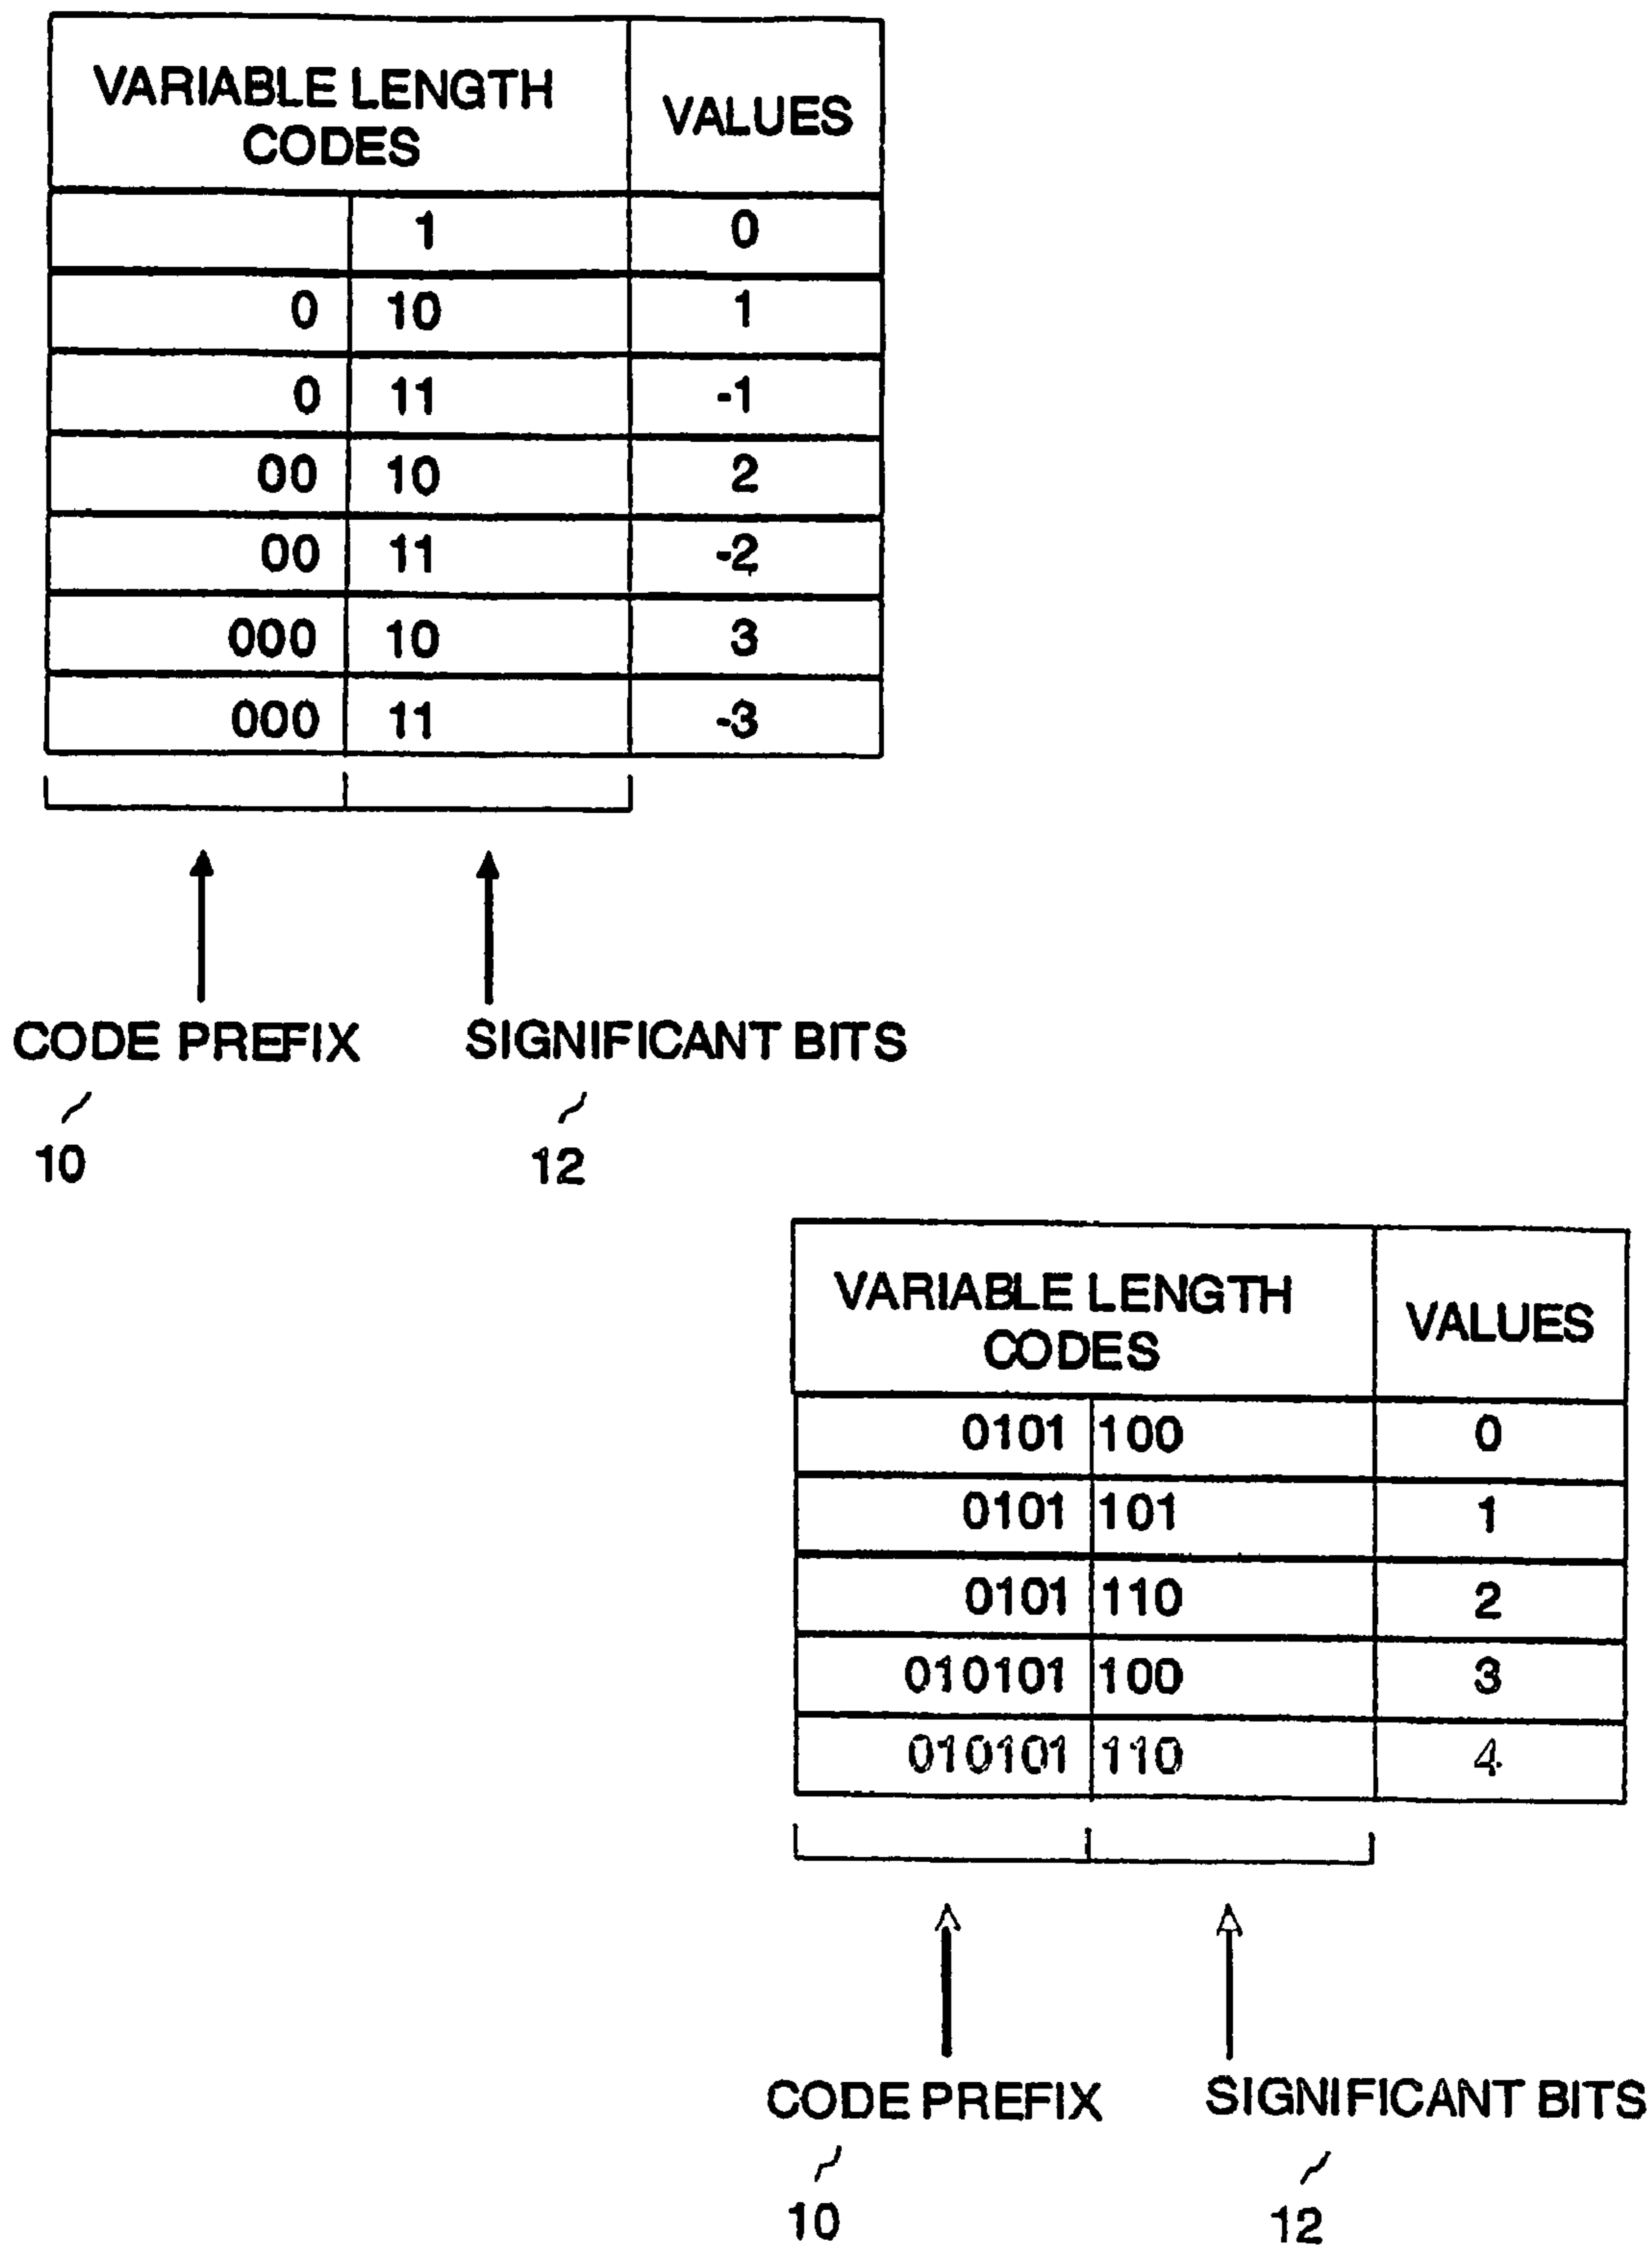 VARIABLE LENGTH CODES VALUES
1 0
0 10 1
0 11 -1
00 10 2
00 11 -2
000 10 3
000 11 -3
CODE PREFIX SIGNIFICANT BITS
10 12
VARIABLE LENGTH CODES VALUES
0101 100 0
0101 101 1
0101 110 2
010101 100 3
010101 110 4
CODE PREFIX SIGNIFICANT BITS
10 12